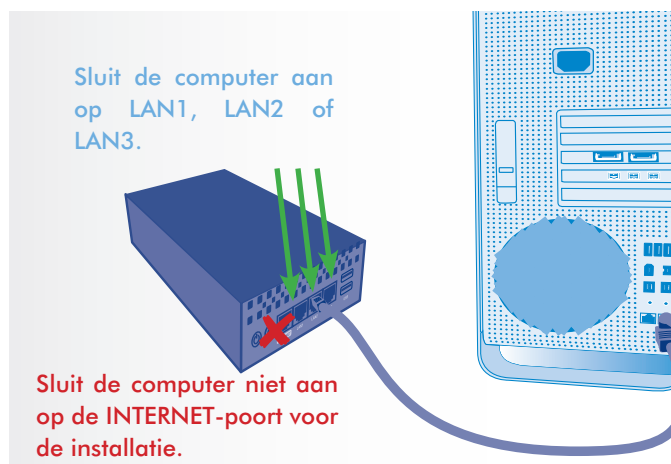 Sluit de computer aan
op LAN1, LAN2 of
LAN3.
Sluit de computer niet aan
op de INTERNET-poort voor
de installatie.